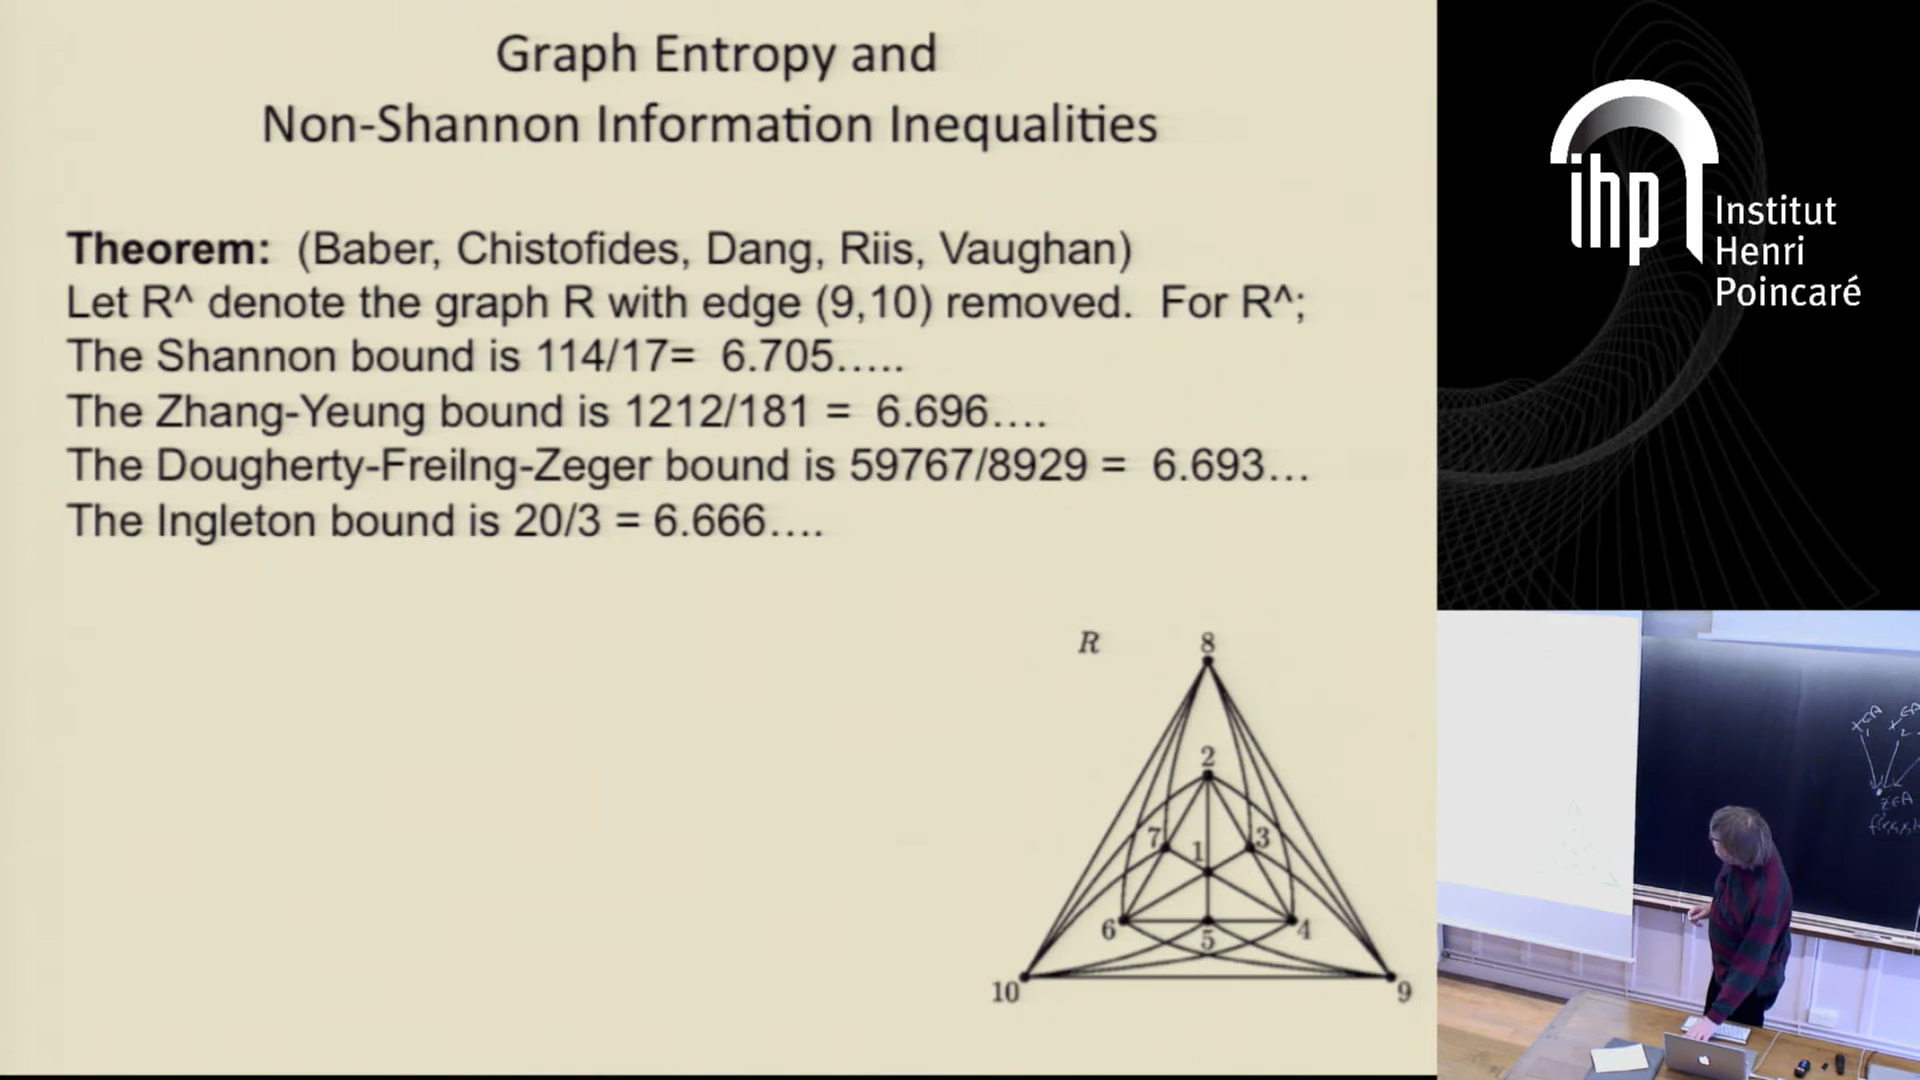 Graph Entropy and
Non-Shannon Information Inequalities
Theorem: (Baber, Chistofides, Dang, Riis, Vaughan)
Let R^ denote the graph R with edge (9,10) removed. For R^;
The Shannon bound is 114/17= 6.705.....
The Zhang-Yeung bound is 1212/181 = 6.696....
The Dougherty-Freilng-Zeger bound is 59767/8929 = 6.693...
The Ingleton bound is 20/3 = 6.666....
R
8
2
7
1
3
6
5
4
10
9
ihp
Institut
Henri
Poincaré